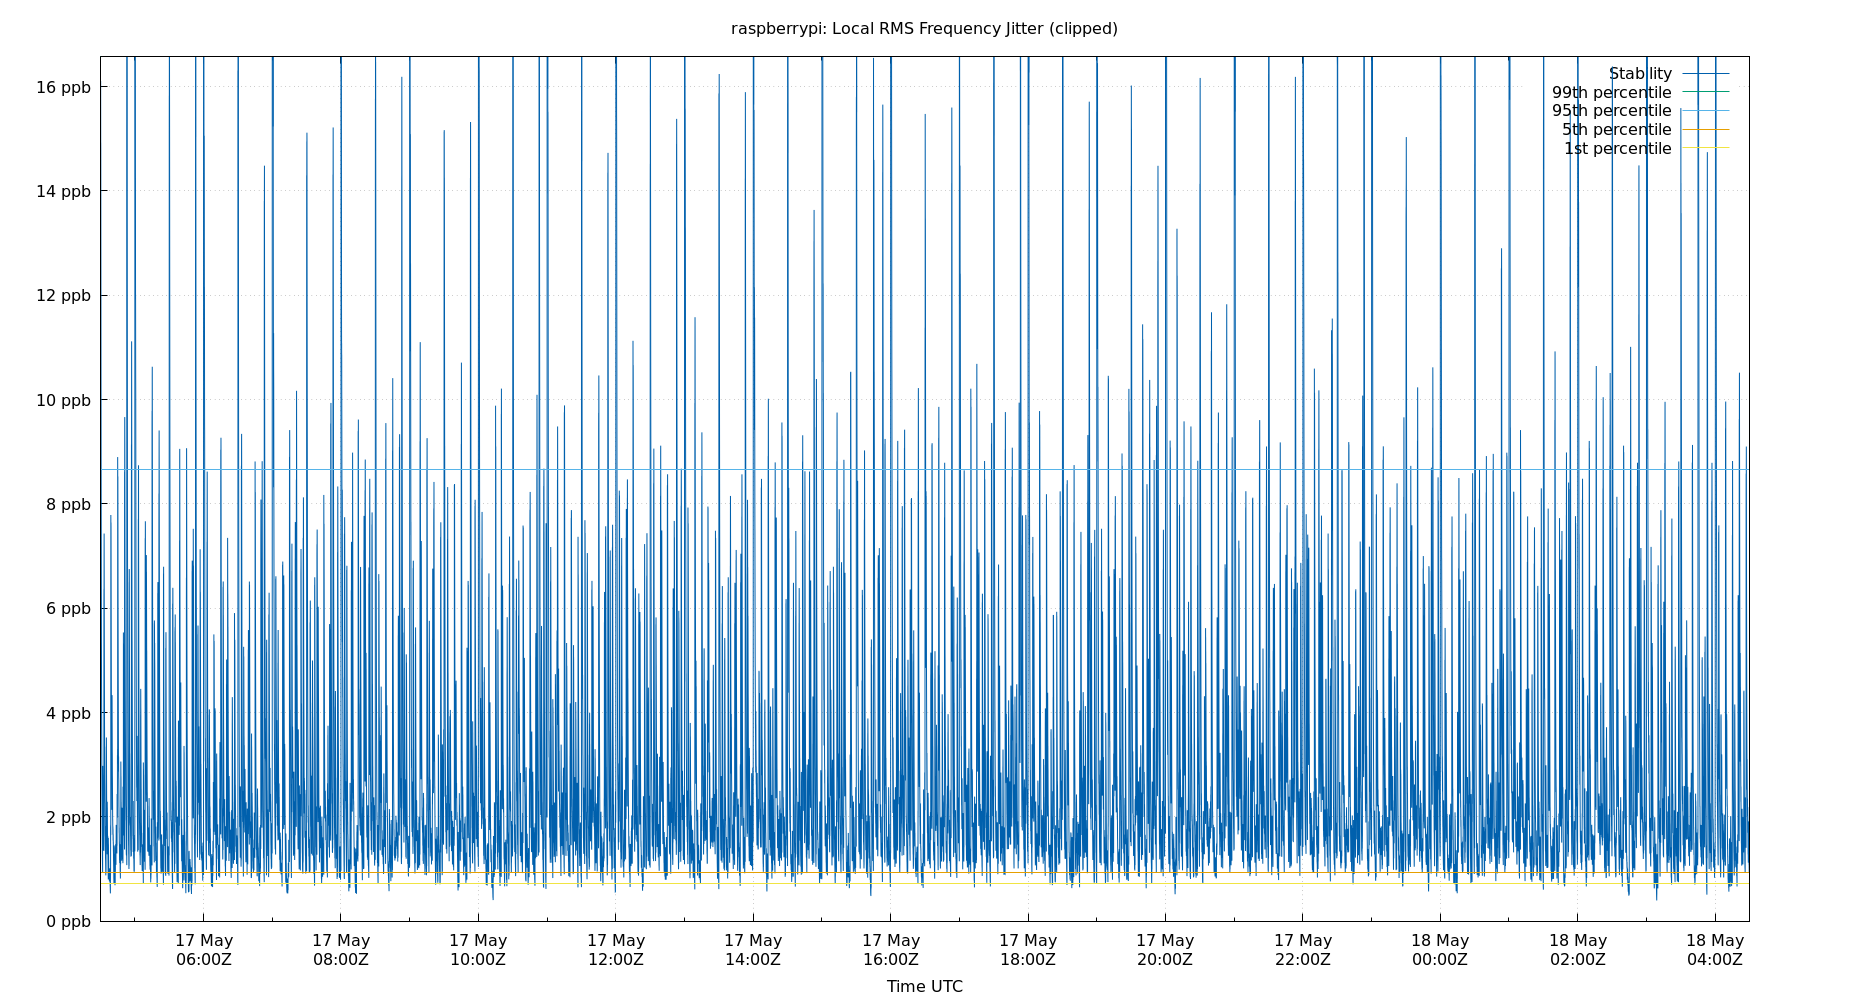 raspberrypi: Local RMS Frequency Jitter (clipped)
16 ppb
14 ppb
12 ppb
10 ppb
8 ppb
6 ppb
4 ppb
2 ppb
0 ppb
Stability
99th percentile
95th percentile
5th percentile
1st percentile
17 May 17 May 17 May 17 May 17 May 17 May 17 May 17 May 17 May 18 May 18 May 18 May
06:00Z 08:00Z 10:00Z 12:00Z 14:00Z 16:00Z 18:00Z 20:00Z 22:00Z 00:00Z 02:00Z 04:00Z
Time UTC